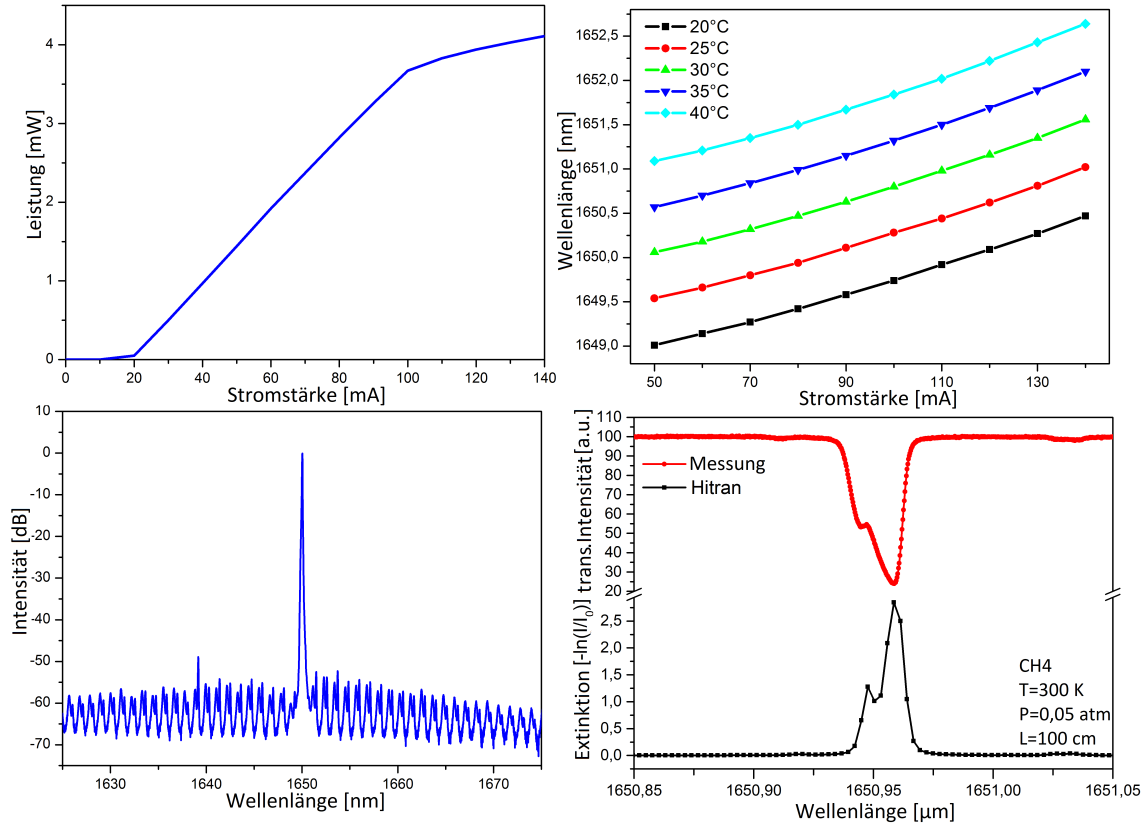 4
3
2
1
0
Leistung [mW]
0 20 40 60 80 100 120 140
Stromstärke [mA]
1652,5
1652,0
1651,5
1651,0
1650,5
1650,0
1649,5
1649,0
Wellenlänge [nm]
20°C
25°C
30°C
35°C
40°C
50 70 90 110 130
Stromstärke [mA]
10
0
-10
-20
-30
-40
-50
-60
-70
Intensität [dB]
1630 1640 1650 1660 1670
Wellenlänge [nm]
110
100
90
80
70
60
50
40
30
20
2,5
2,0
1,5
1,0
0,5
0,0
Extinktion [-ln(I/I0)] trans.Intensität [a.u.]
Messung
Hitran
CH4
T=300 K
P=0,05 atm
L=100 cm
1650,85 1650,90 1650,95 1651,00 1651,05
Wellenlänge [µm]